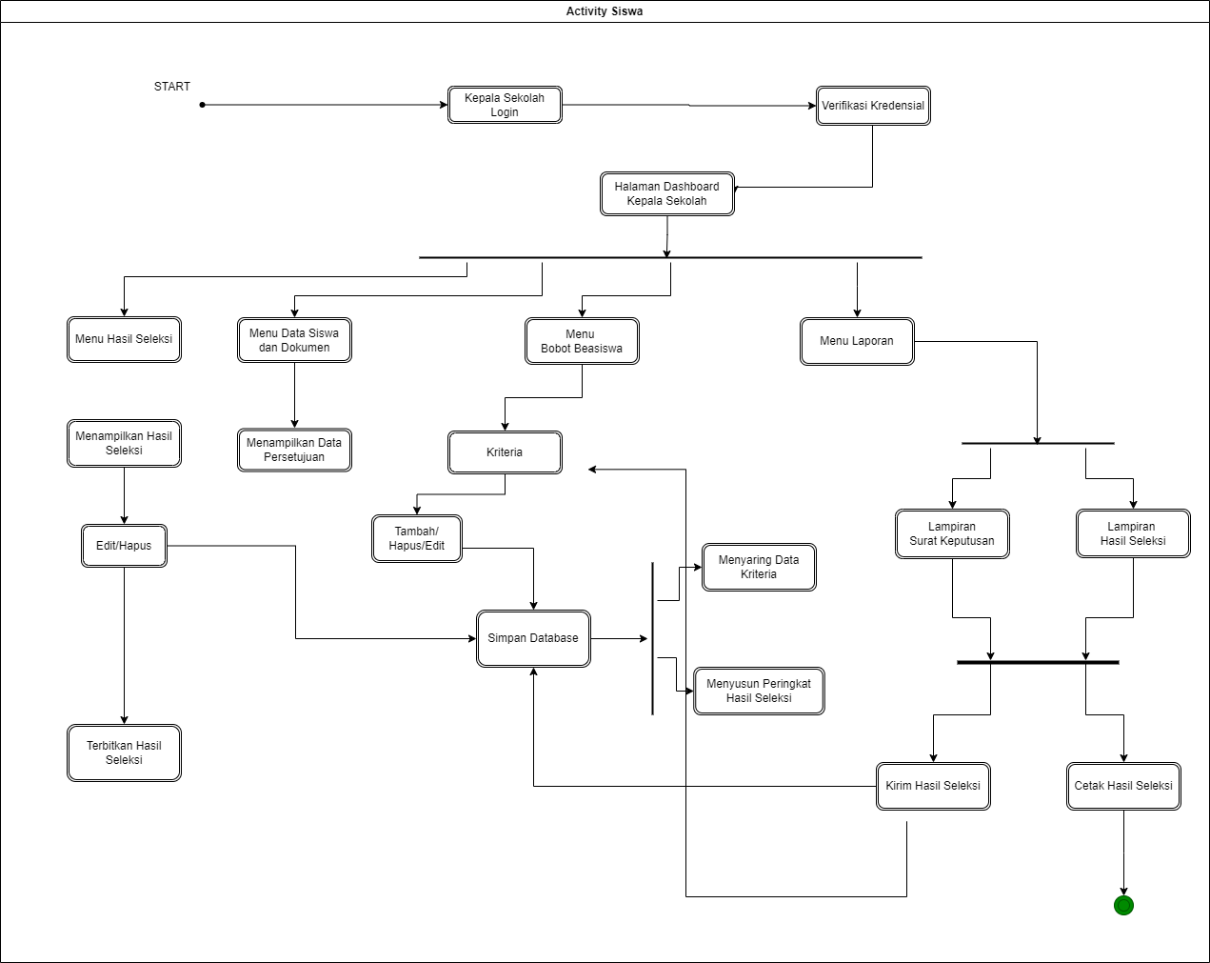 Activity Siswa
START
Kepala Sekolah
Login
Verifikasi Kredensial
Halaman Dashboard
Kepala Sekolah
Menu Hasil Seleksi
Menu Data Siswa
dan Dokumen
Menu
Bobot Beasiswa
Menu Laporan
Menampilkan Hasil
Seleksi
Menampilkan Data
Persetujuan
Kriteria
Edit/Hapus
Tambah/
Hapus/Edit
Lampiran
Surat Keputusan
Lampiran
Hasil Seleksi
Menyaring Data
Kriteria
Simpan Database
Menyusun Peringkat
Hasil Seleksi
Terbitkan Hasil
Seleksi
Kirim Hasil Seleksi
Cetak Hasil Seleksi